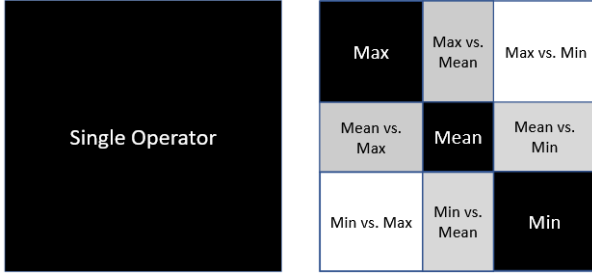 Single Operator
Max
Max vs.
Mean
Max vs. Min
Mean vs.
Max
Mean
Mean vs.
Min
Min vs. Max
Min vs.
Mean
Min